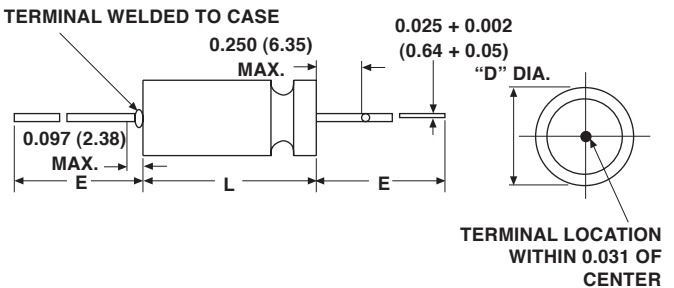 TERMINAL WELDED TO CASE
0.250 (6.35)
MAX.
0.025 + 0.002
(0.64 + 0.05)
“D” DIA.
0.097 (2.38)
MAX.
E
L
E
TERMINAL LOCATION
WITHIN 0.031 OF
CENTER